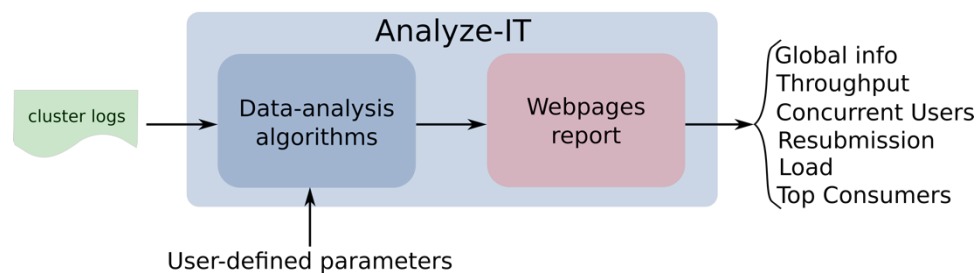 Analyze-IT
cluster logs
Data-analysis
algorithms
Webpages
report
Global info
Throughput
Concurrent Users
Resubmission
Load
Top Consumers
User-defined parameters